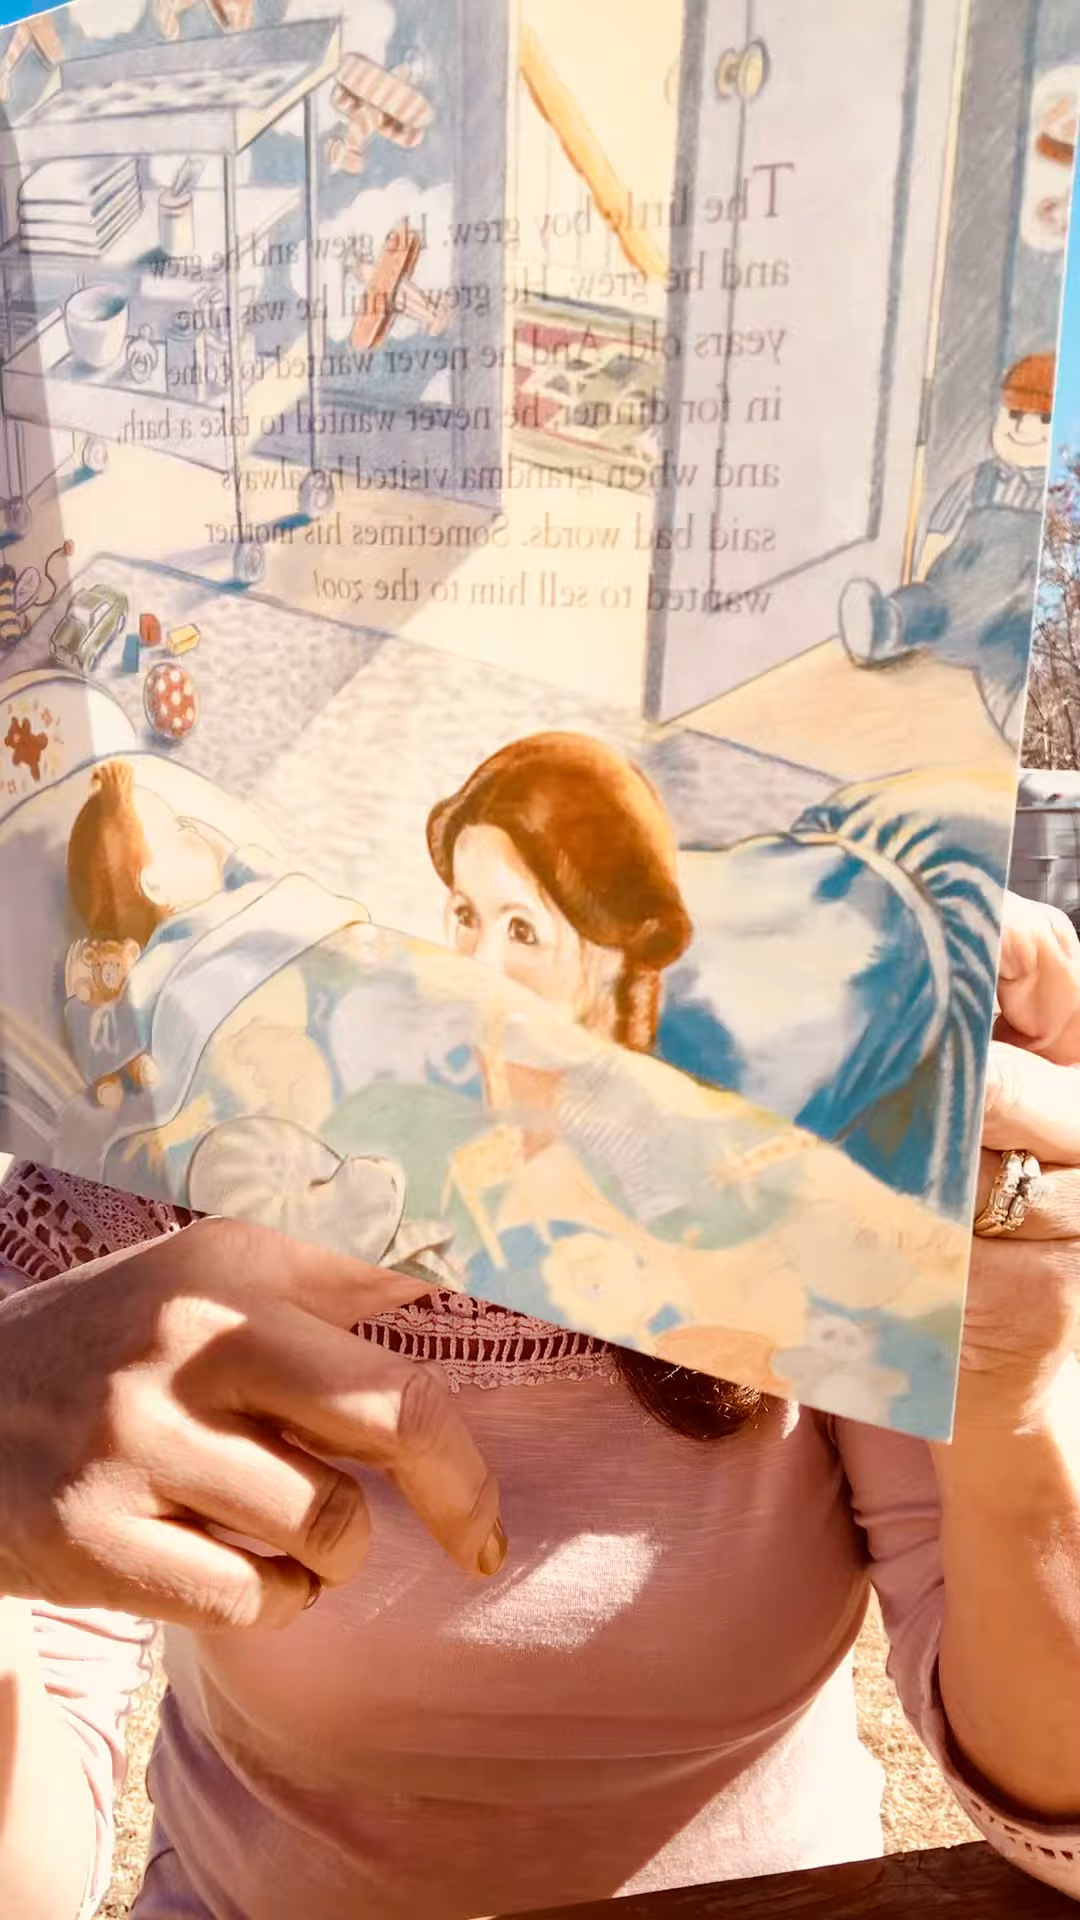 The little boy grew. He grew and he grew
and he grew. He grew until he was nine
years old. And he never wanted to come
in for dinner, he never wanted to take a bath,
and when grandma visited he always
said bad words. Sometimes his mother
wanted to sell him to the zoo!